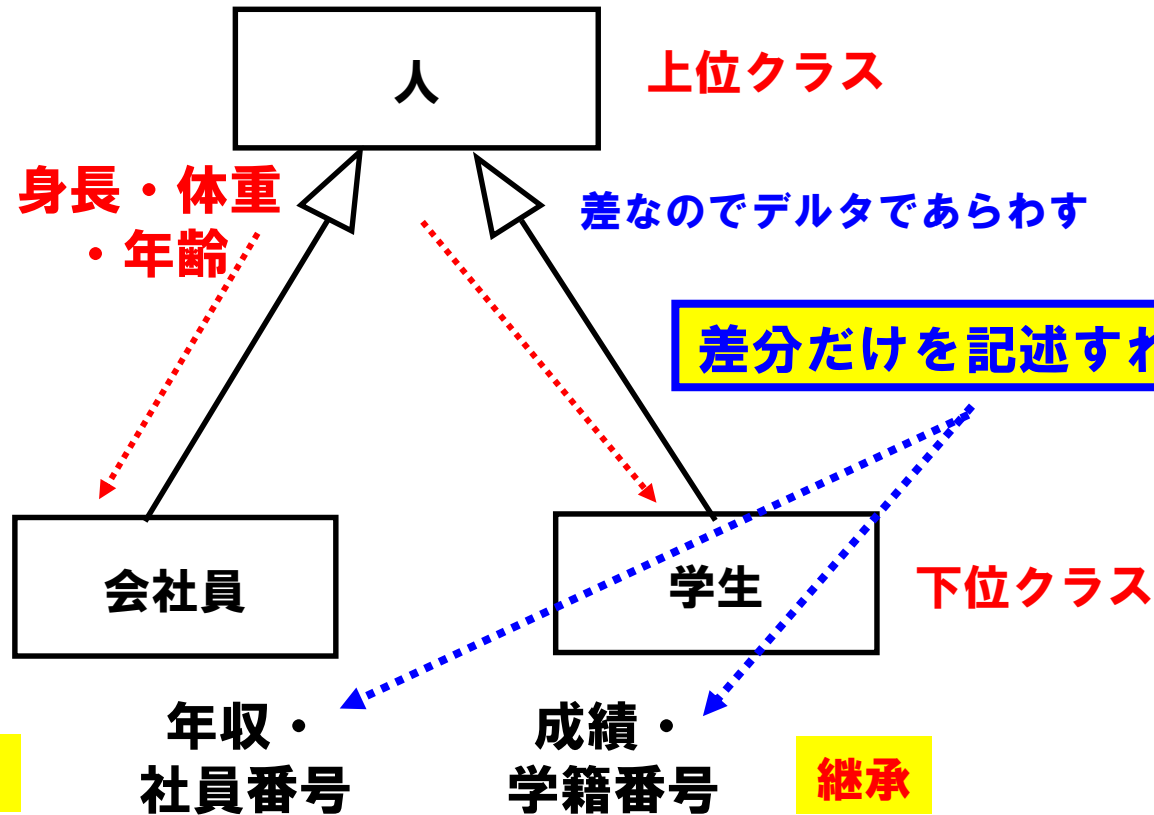 人
上位クラス
身長・体重
・年齢
差なのでデルタであらわす
差分だけを記述すれ
会社員
学生
下位クラス
年収・
社員番号
成績・
学籍番号
継承